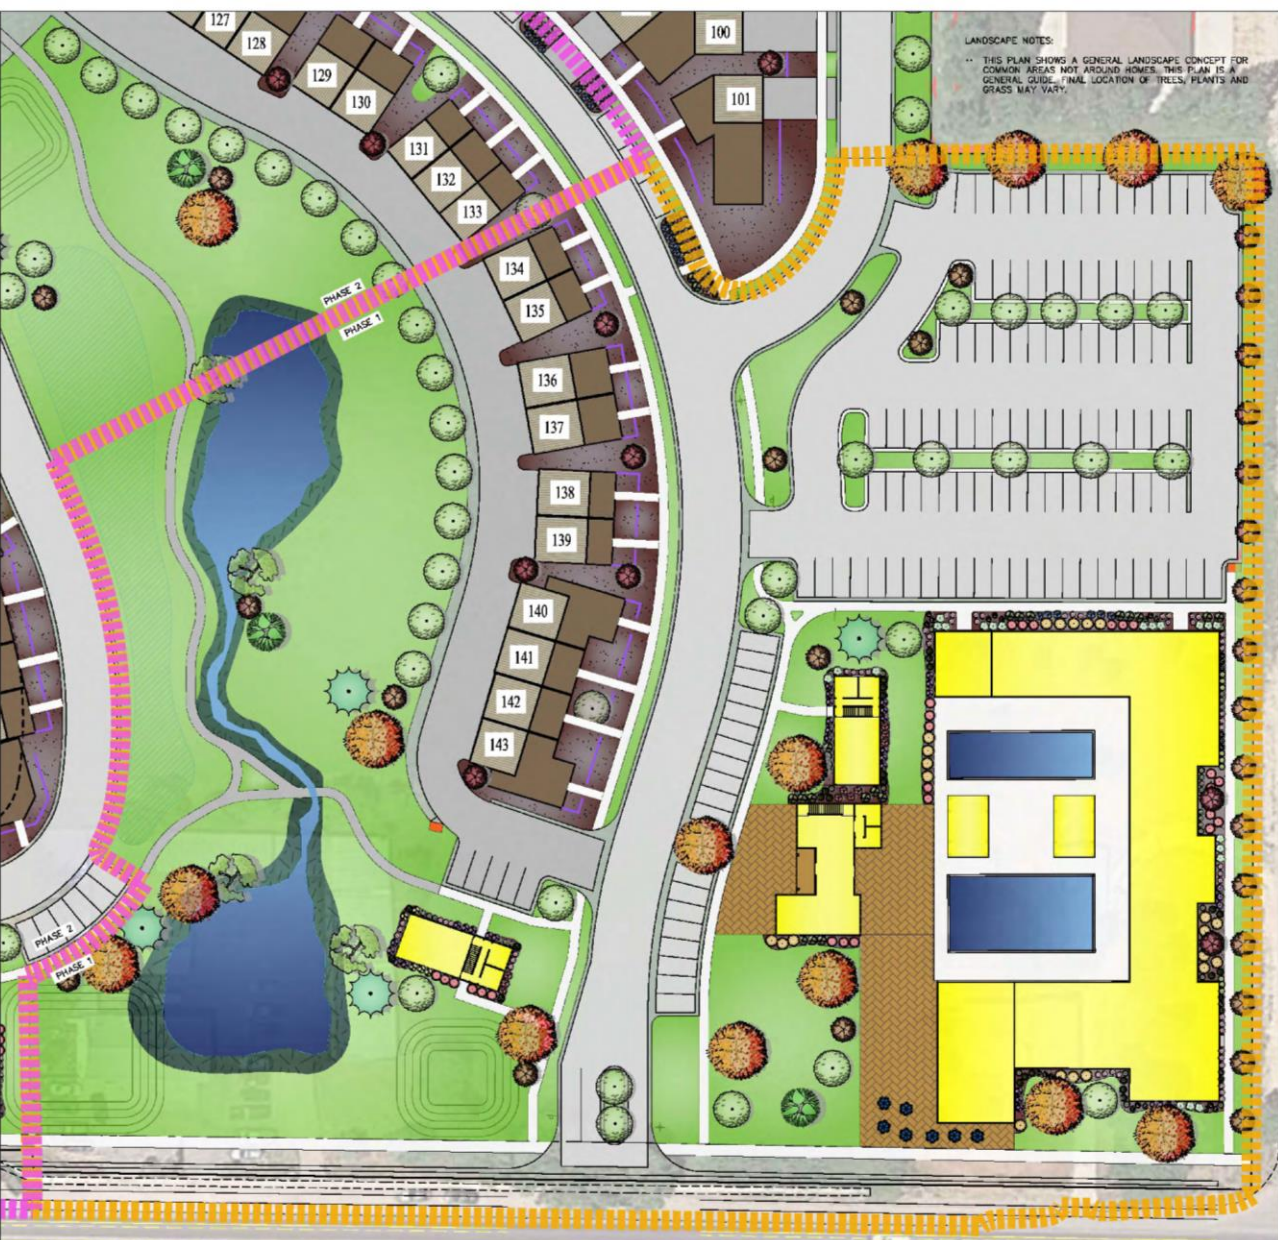 127
128
129
130
100
101
LANDSCAPE NOTES:
THIS PLAN SHOWS A GENERAL LANDSCAPE CONCEPT FOR
COMMON AREAS NOT AROUND HOMES. THIS PLAN IS A
GENERAL GUIDE. FINAL LOCATION OF TREES, PLANTS AND
GRASS MAY VARY.
131
132
133
134
135
PHASE 2
PHASE 1
136
137
138
139
140
141
142
143
PHASE 2
PHASE 1